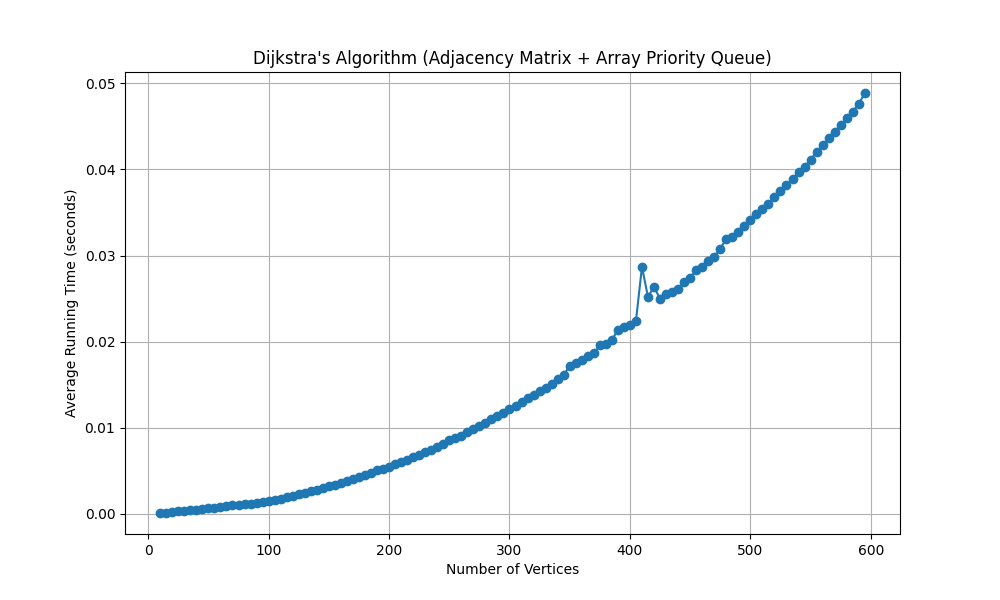 Dijkstra's Algorithm (Adjacency Matrix + Array Priority Queue)
Average Running Time (seconds)
0.05
0.04
0.03
0.02
0.01
0.00
0 100 200 300 400 500 600
Number of Vertices